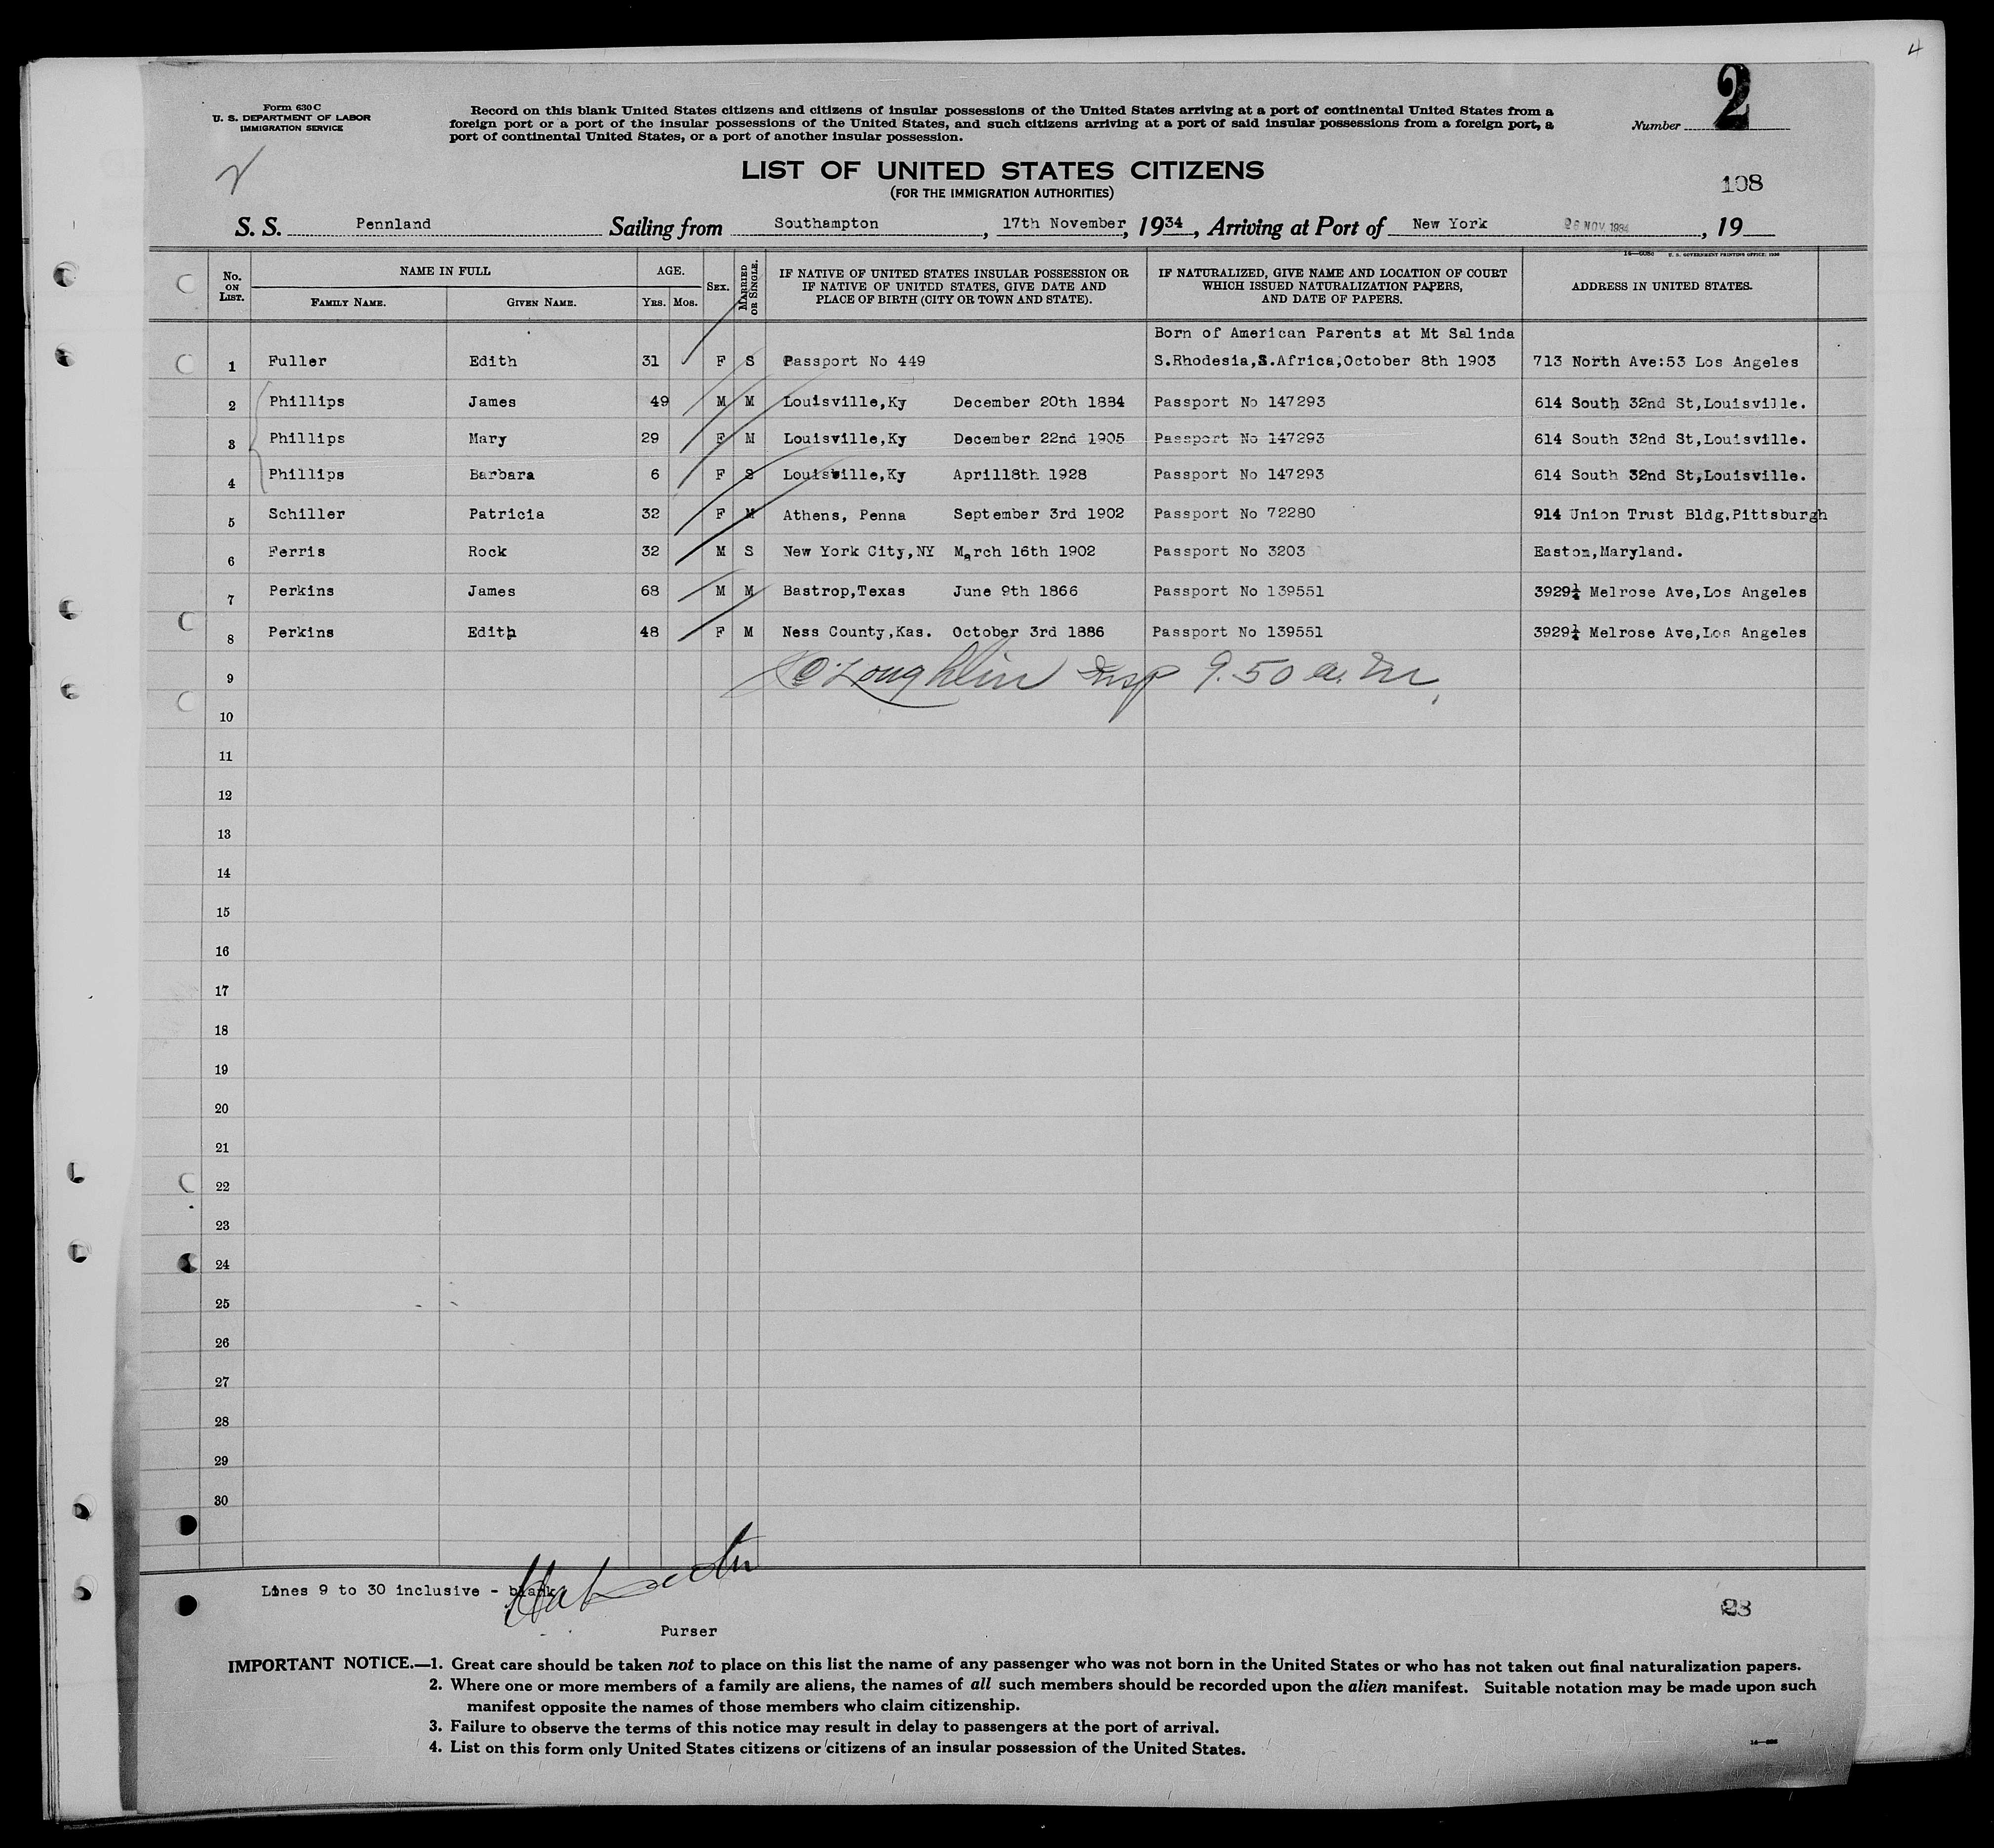 4
Form 630 C
U. S. DEPARTMENT OF LABOR
IMMIGRATION SERVICE
Record on this blank United States citizens and citizens of insular possessions of the United States arriving at a port of continental United States from a
foreign port or a port of the insular possessions of the United States, and such citizens arriving at a port of said insular possessions from a foreign port, a
port of continental United States, or a port of another insular possession.
Number 2
LIST OF UNITED STATES CITIZENS
(FOR THE IMMIGRATION AUTHORITIES)
108
S. S. Pennland Sailing from Southampton, 17th November, 1934, Arriving at Port of New York 26 NOV 1934, 19
U. S. GOVERNMENT PRINTING OFFICE: 1930
No. ON LIST. NAME IN FULL AGE. SEX. MARRIED OR SINGLE. IF NATIVE OF UNITED STATES INSULAR POSSESSION OR IF NATIVE OF UNITED STATES, GIVE DATE AND PLACE OF BIRTH (CITY OR TOWN AND STATE). IF NATURALIZED, GIVE NAME AND LOCATION OF COURT WHICH ISSUED NATURALIZATION PAPERS, AND DATE OF PAPERS. ADDRESS IN UNITED STATES.
FAMILY NAME. GIVEN NAME. YRS. MOS.
Born of American Parents at Mt Salinda
1 Fuller Edith 31 F S Passport No 449 S.Rhodesia,S.Africa,October 8th 1903 713 North Ave:53 Los Angeles
2 Phillips James 49 M M Louisville,Ky December 20th 1884 Passport No 147293 614 South 32nd St,Louisville.
3 Phillips Mary 29 F M Louisville,Ky December 22nd 1905 Passport No 147293 614 South 32nd St,Louisville.
4 Phillips Barbara 6 F S Louisville,Ky April18th 1928 Passport No 147293 614 South 32nd St,Louisville.
5 Schiller Patricia 32 F M Athens, Penna September 3rd 1902 Passport No 72280 914 Union Trust Bldg,Pittsburgh
6 Ferris Rock 32 M S New York City,NY March 16th 1902 Passport No 3203 Easton,Maryland.
7 Perkins James 68 M M Bastrop,Texas June 9th 1866 Passport No 139551 3929¼ Melrose Ave,Los Angeles
8 Perkins Edith 48 F M Ness County,Kas. October 3rd 1886 Passport No 139551 3929¼ Melrose Ave,Los Angeles
9 O'Loughlin Insp 9.50 a.m.
10
11
12
13
14
15
16
17
18
19
20
21
22
23
24
25
26
27
28
29
30
Lines 9 to 30 inclusive - blank
28
Purser
IMPORTANT NOTICE.—1. Great care should be taken not to place on this list the name of any passenger who was not born in the United States or who has not taken out final naturalization papers.
2. Where one or more members of a family are aliens, the names of all such members should be recorded upon the alien manifest. Suitable notation may be made upon such
manifest opposite the names of those members who claim citizenship.
3. Failure to observe the terms of this notice may result in delay to passengers at the port of arrival.
4. List on this form only United States citizens or citizens of an insular possession of the United States.